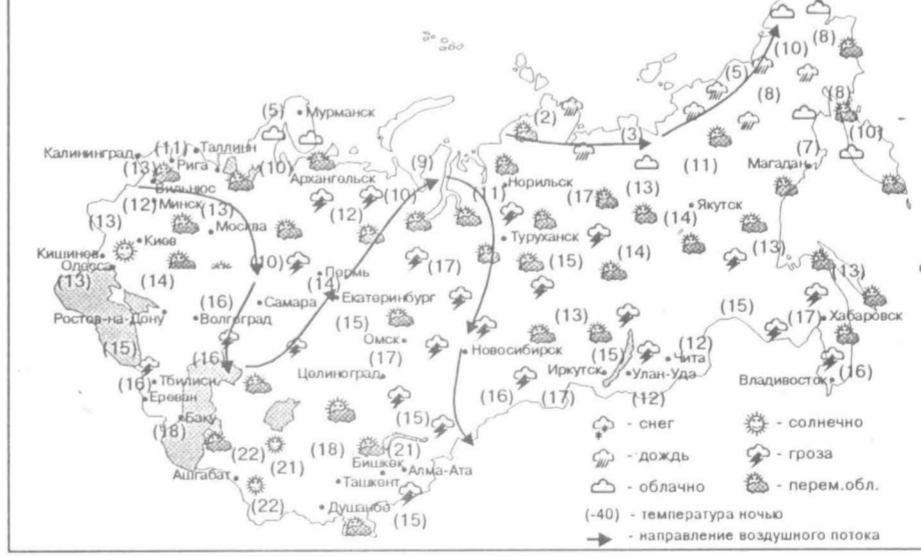 (8)
(10)
(5)
(8)
(8)
(5) Мурманск
(2)
(3)
(10)
(11) Таллинн
Калининград
(9)
(7)
(11)
Магадан
(13) Рига
(10)
Архангельск
(11) Норильск
(13)
Вильнюс
(10)
(17)
(12) Минск
(13)
(12)
(14) Якутск
(13)
Москва
Киев
Туруханск
(14)
(13)
Кишинев
(17)
(15)
Одесса
(10)
Пермь
(13)
(13)
(14)
(14)
Екатеринбург
(16)
Самара
(15)
Ростов-на-Дону
Волгоград
(15)
(13)
(17) Хабаровск
Омск
(15)
(16)
(17)
Новосибирск
(15)
(12)
Чита
(16) Тбилиси
Целиноград
Иркутск
Улан-Удэ
(16)
Владивосток
Ереван
(16)
(17)
(12)
(15)
Баку
(18)
(22)
(21)
(18)
(21)
Бишкек
Алма-Ата
Ашгабат
Ташкент
(22)
Душанбе
(15)
- снег
- солнечно
- дождь
- гроза
- облачно
- перем.обл.
(-40) - температура ночью
- направление воздушного потока